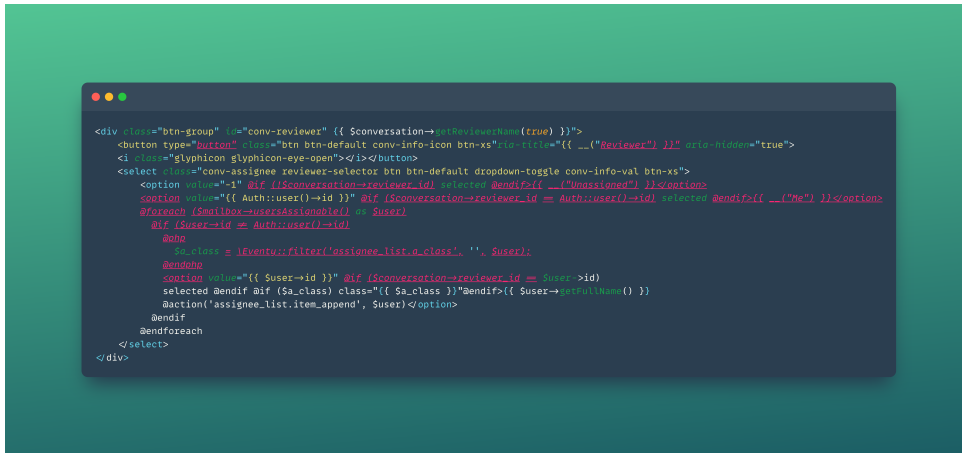 <div class="btn-group" id="conv-reviewer" {{ $conversation->getReviewerName(true) }}">
<button type="button" class="btn btn-default conv-info-icon btn-xs"ria-title="{{ __("Reviewer") }}" aria-hidden="true">
<i class="glyphicon glyphicon-eye-open"></i></button>
<select class="conv-assignee reviewer-selector btn btn-default dropdown-toggle conv-info-val btn-xs">
<option value="-1" @if (!$conversation->reviewer_id) selected @endif>{{ __("Unassigned") }}</option>
<option value="{{ Auth::user()->id }}" @if ($conversation->reviewer_id == Auth::user()->id) selected @endif>{{ __("Me") }}</option>
@foreach ($mailbox->usersAssignable() as $user)
@if ($user->id != Auth::user()->id)
@php
$a_class = \Eventy::filter('assignee_list.a_class', '', $user);
@endphp
<option value="{{ $user->id }}" @if ($conversation->reviewer_id == $user->id)
selected @endif @if ($a_class) class="{{ $a_class }}"@endif>{{ $user->getFullName() }}
@action('assignee_list.item_append', $user)</option>
@endif
@endforeach
</select>
</div>